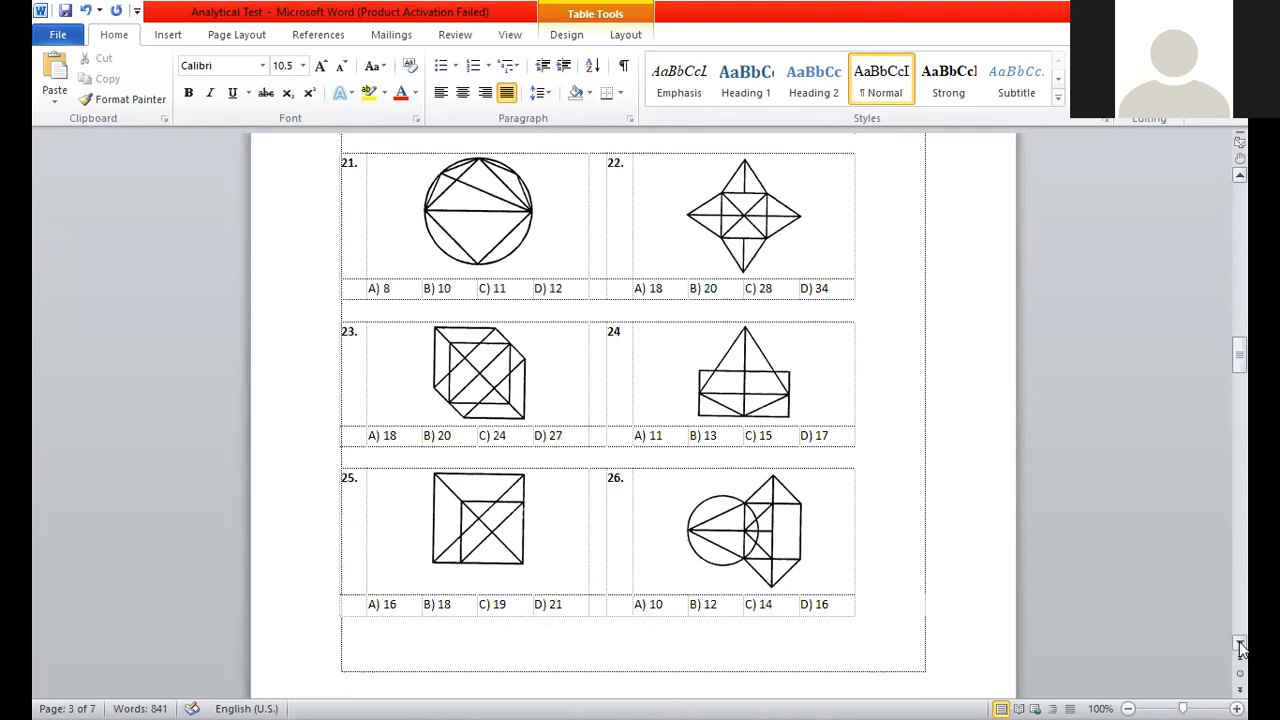 Analytical Test - Microsoft Word (Product Activation Failed)
Table Tools
File Home Insert Page Layout References Mailings Review View Design Layout
Cut
Copy
Format Painter
Paste
Calibri 10.5
AaBbCcI AaBbCc AaBbCc AaBbCcI AaBbCcI AaBbCc.
Emphasis Heading 1 Heading 2 ¶ Normal Strong Subtitle
Clipboard Font Paragraph Styles Editing
21. 22.
A) 8 B) 10 C) 11 D) 12 A) 18 B) 20 C) 28 D) 34
23. 24
A) 18 B) 20 C) 24 D) 27 A) 11 B) 13 C) 15 D) 17
25. 26.
A) 16 B) 18 C) 19 D) 21 A) 10 B) 12 C) 14 D) 16
Page: 3 of 7 Words: 841 English (U.S.) 100%